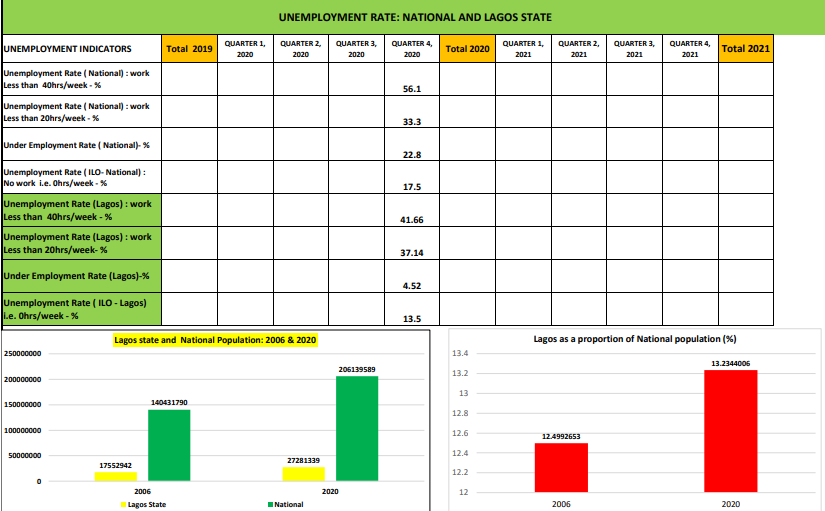 UNEMPLOYMENT RATE: NATIONAL AND LAGOS STATE
UNEMPLOYMENT INDICATORS Total 2019 QUARTER 1, 2020 QUARTER 2, 2020 QUARTER 3, 2020 QUARTER 4, 2020 Total 2020 QUARTER 1, 2021 QUARTER 2, 2021 QUARTER 3, 2021 QUARTER 4, 2021 Total 2021
Unemployment Rate ( National) : work
Less than 40hrs/week - % 56.1
Unemployment Rate ( National) : work
Less than 20hrs/week - % 33.3
Under Employment Rate ( National)- % 22.8
Unemployment Rate ( ILO- National) :
No work i.e. 0hrs/week - % 17.5
Unemployment Rate (Lagos) : work
Less than 40hrs/week - % 41.66
Unemployment Rate (Lagos) : work
Less than 20hrs/week- % 37.14
Under Employment Rate (Lagos)-% 4.52
Unemployment Rate ( ILO - Lagos)
i.e. 0hrs/week - % 13.5
Lagos state and National Population: 2006 & 2020
250000000
200000000
150000000
100000000
50000000
0
17552942
140431790
27281339
206139589
2006 2020
Lagos State National
Lagos as a proportion of National population (%)
13.4
13.2
13
12.8
12.6
12.4
12.2
12
12.4992653
13.2344006
2006 2020